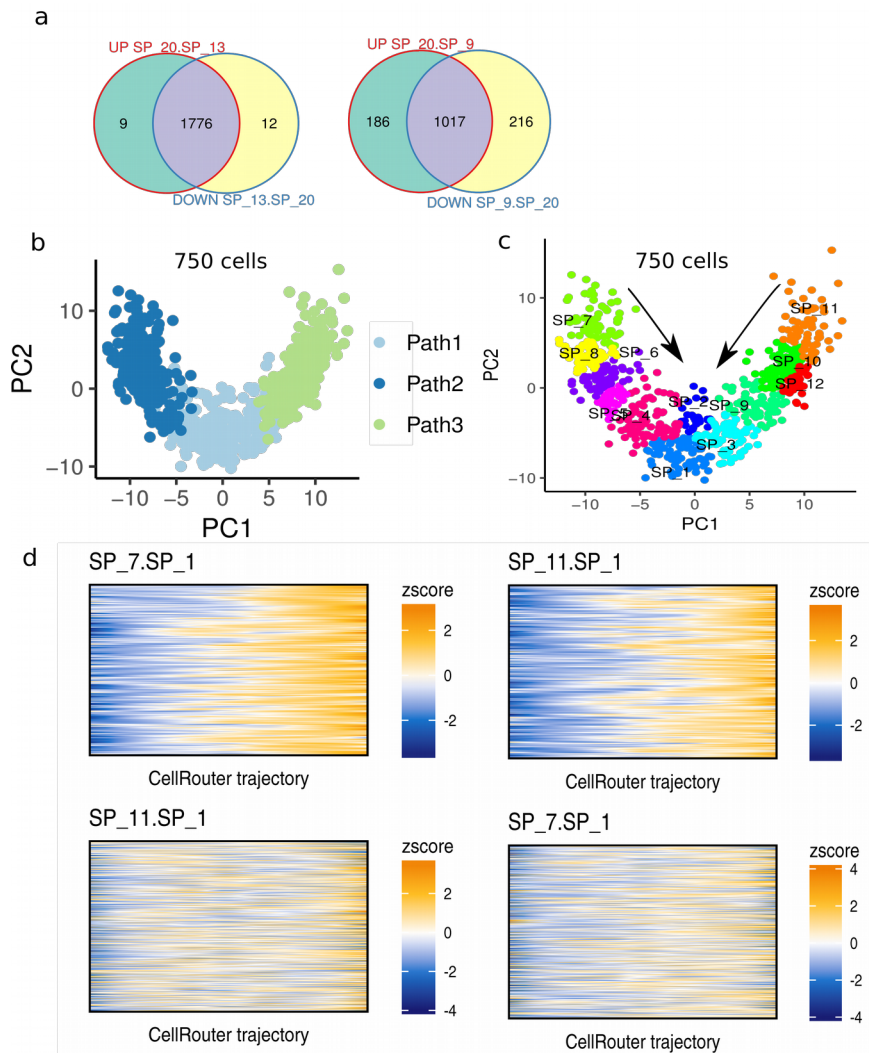 a
UP SP_20.SP_13
UP SP_20.SP_9
9
1776
12
186
1017
216
DOWN SP_13.SP_20
DOWN SP_9.SP_20
b
750 cells
PC2
10
0
−10
−10
−5
0
5
10
PC1
Path1
Path2
Path3
c
750 cells
PC2
10
0
−10
−10
−5
0
5
10
PC1
SP_7
SP_8
SP_6
SP_5
SP_4
SP_2
SP_9
SP_3
SP_1
SP_11
SP_10
SP_12
d
SP_7.SP_1
zscore
2
0
-2
CellRouter trajectory
SP_11.SP_1
zscore
2
0
-2
CellRouter trajectory
SP_11.SP_1
zscore
2
0
-2
-4
CellRouter trajectory
SP_7.SP_1
zscore
4
2
0
-2
-4
CellRouter trajectory